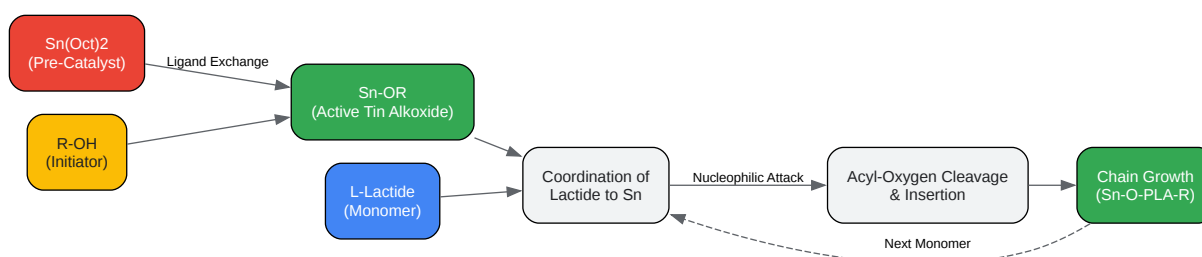 Sn(Oct)2
(Pre-Catalyst)
Ligand Exchange
R-OH
(Initiator)
Sn-OR
(Active Tin Alkoxide)
L-Lactide
(Monomer)
Coordination of
Lactide to Sn
Nucleophilic Attack
Acyl-Oxygen Cleavage
& Insertion
Chain Growth
(Sn-O-PLA-R)
Next Monomer